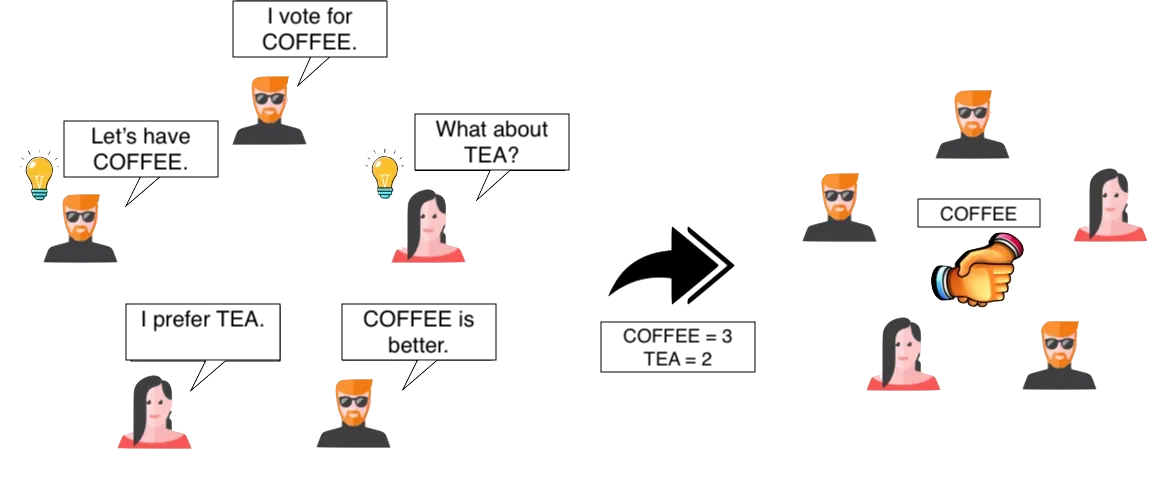 I vote for
COFFEE.
Let's have
COFFEE.
What about
TEA?
I prefer TEA.
COFFEE is
better.
COFFEE = 3
TEA = 2
COFFEE